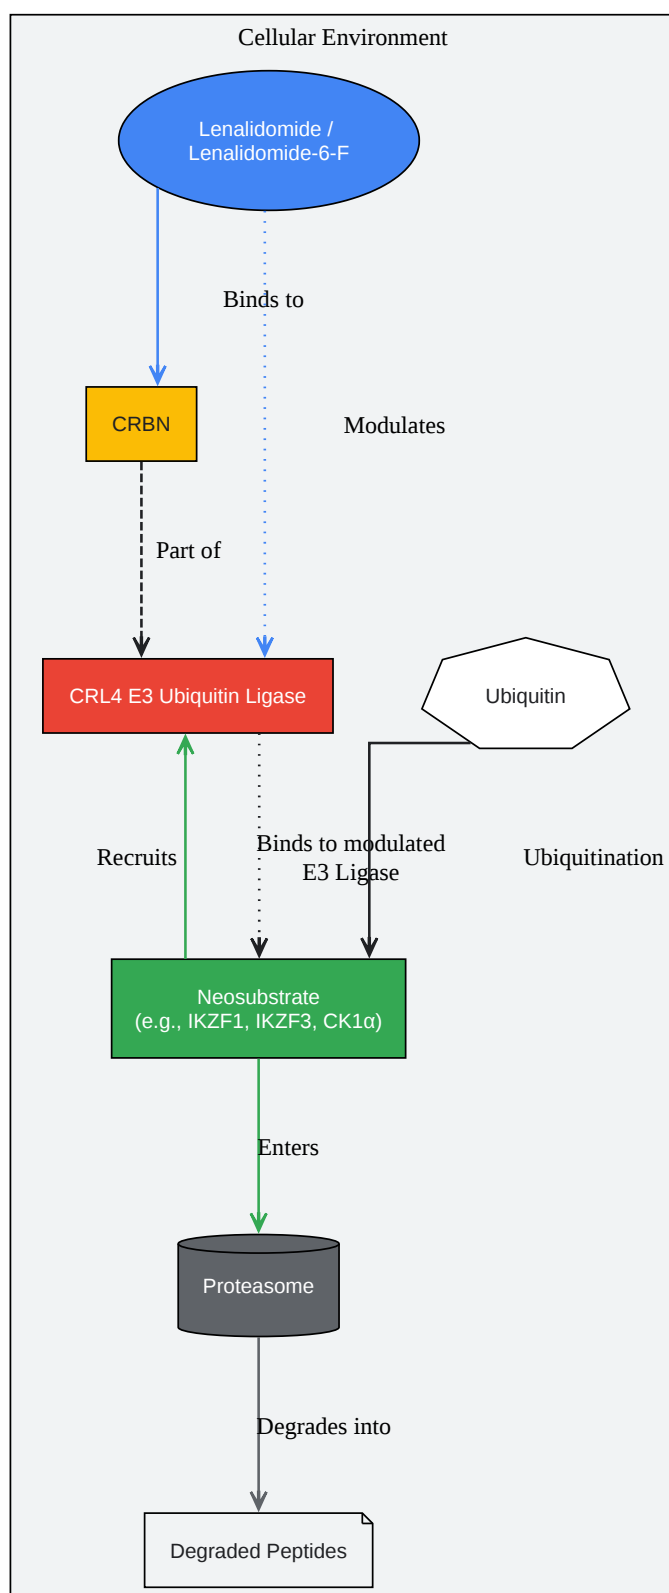 Cellular Environment
Lenalidomide /
Lenalidomide-6-F
Binds to
CRBN
Modulates
Part of
CRL4 E3 Ubiquitin Ligase
Ubiquitin
Recruits
Binds to modulated
E3 Ligase
Ubiquitination
Neosubstrate
(e.g., IKZF1, IKZF3, CK1α)
Enters
Proteasome
Degrades into
Degraded Peptides